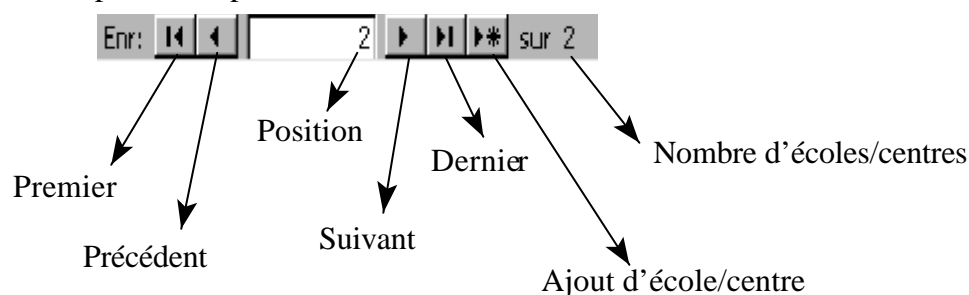 Enr: 2 sur 2
Position
Dernier
Nombre d'écoles/centres
Premier
Suivant
Précédent
Ajout d'école/centre